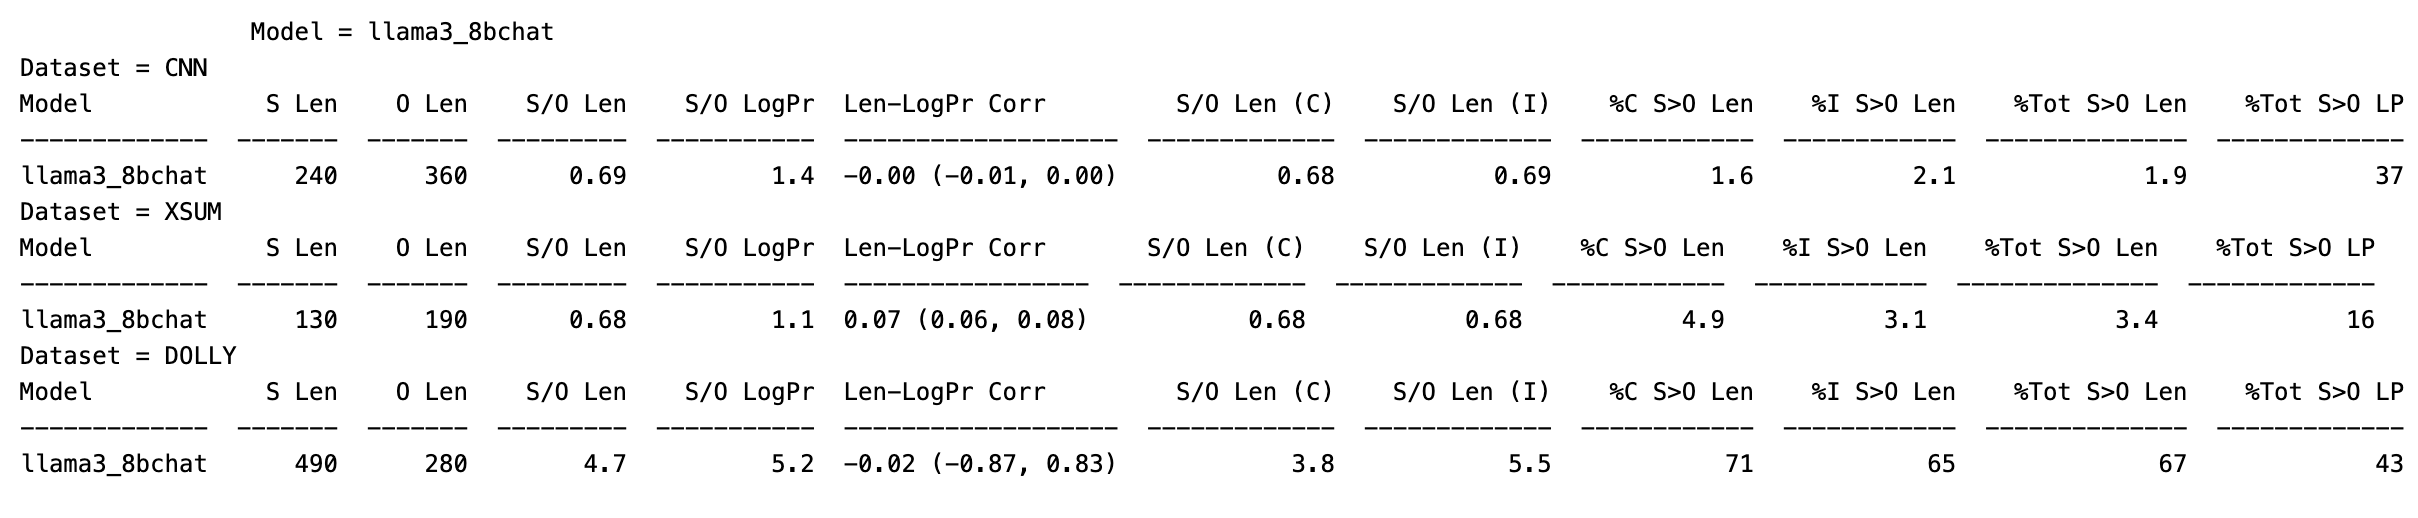 Model = llama3_8bchat
Dataset = CNN
Model S Len O Len S/O Len S/O LogPr Len-LogPr Corr S/O Len (C) S/O Len (I) %C S>O Len %I S>O Len %Tot S>O Len %Tot S>O LP
-------------  -------  -------  ---------  -----------  -------------------  -------------  -------------  ------------  ------------  --------------  -------------
llama3_8bchat 240 360 0.69 1.4 -0.00 (-0.01, 0.00) 0.68 0.69 1.6 2.1 1.9 37
Dataset = XSUM
Model S Len O Len S/O Len S/O LogPr Len-LogPr Corr S/O Len (C) S/O Len (I) %C S>O Len %I S>O Len %Tot S>O Len %Tot S>O LP
-------------  -------  -------  ---------  -----------  -----------------  -------------  -------------  ------------  ------------  --------------  -------------
llama3_8bchat 130 190 0.68 1.1 0.07 (0.06, 0.08) 0.68 0.68 4.9 3.1 3.4 16
Dataset = DOLLY
Model S Len O Len S/O Len S/O LogPr Len-LogPr Corr S/O Len (C) S/O Len (I) %C S>O Len %I S>O Len %Tot S>O Len %Tot S>O LP
-------------  -------  -------  ---------  -----------  -------------------  -------------  -------------  ------------  ------------  --------------  -------------
llama3_8bchat 490 280 4.7 5.2 -0.02 (-0.87, 0.83) 3.8 5.5 71 65 67 43